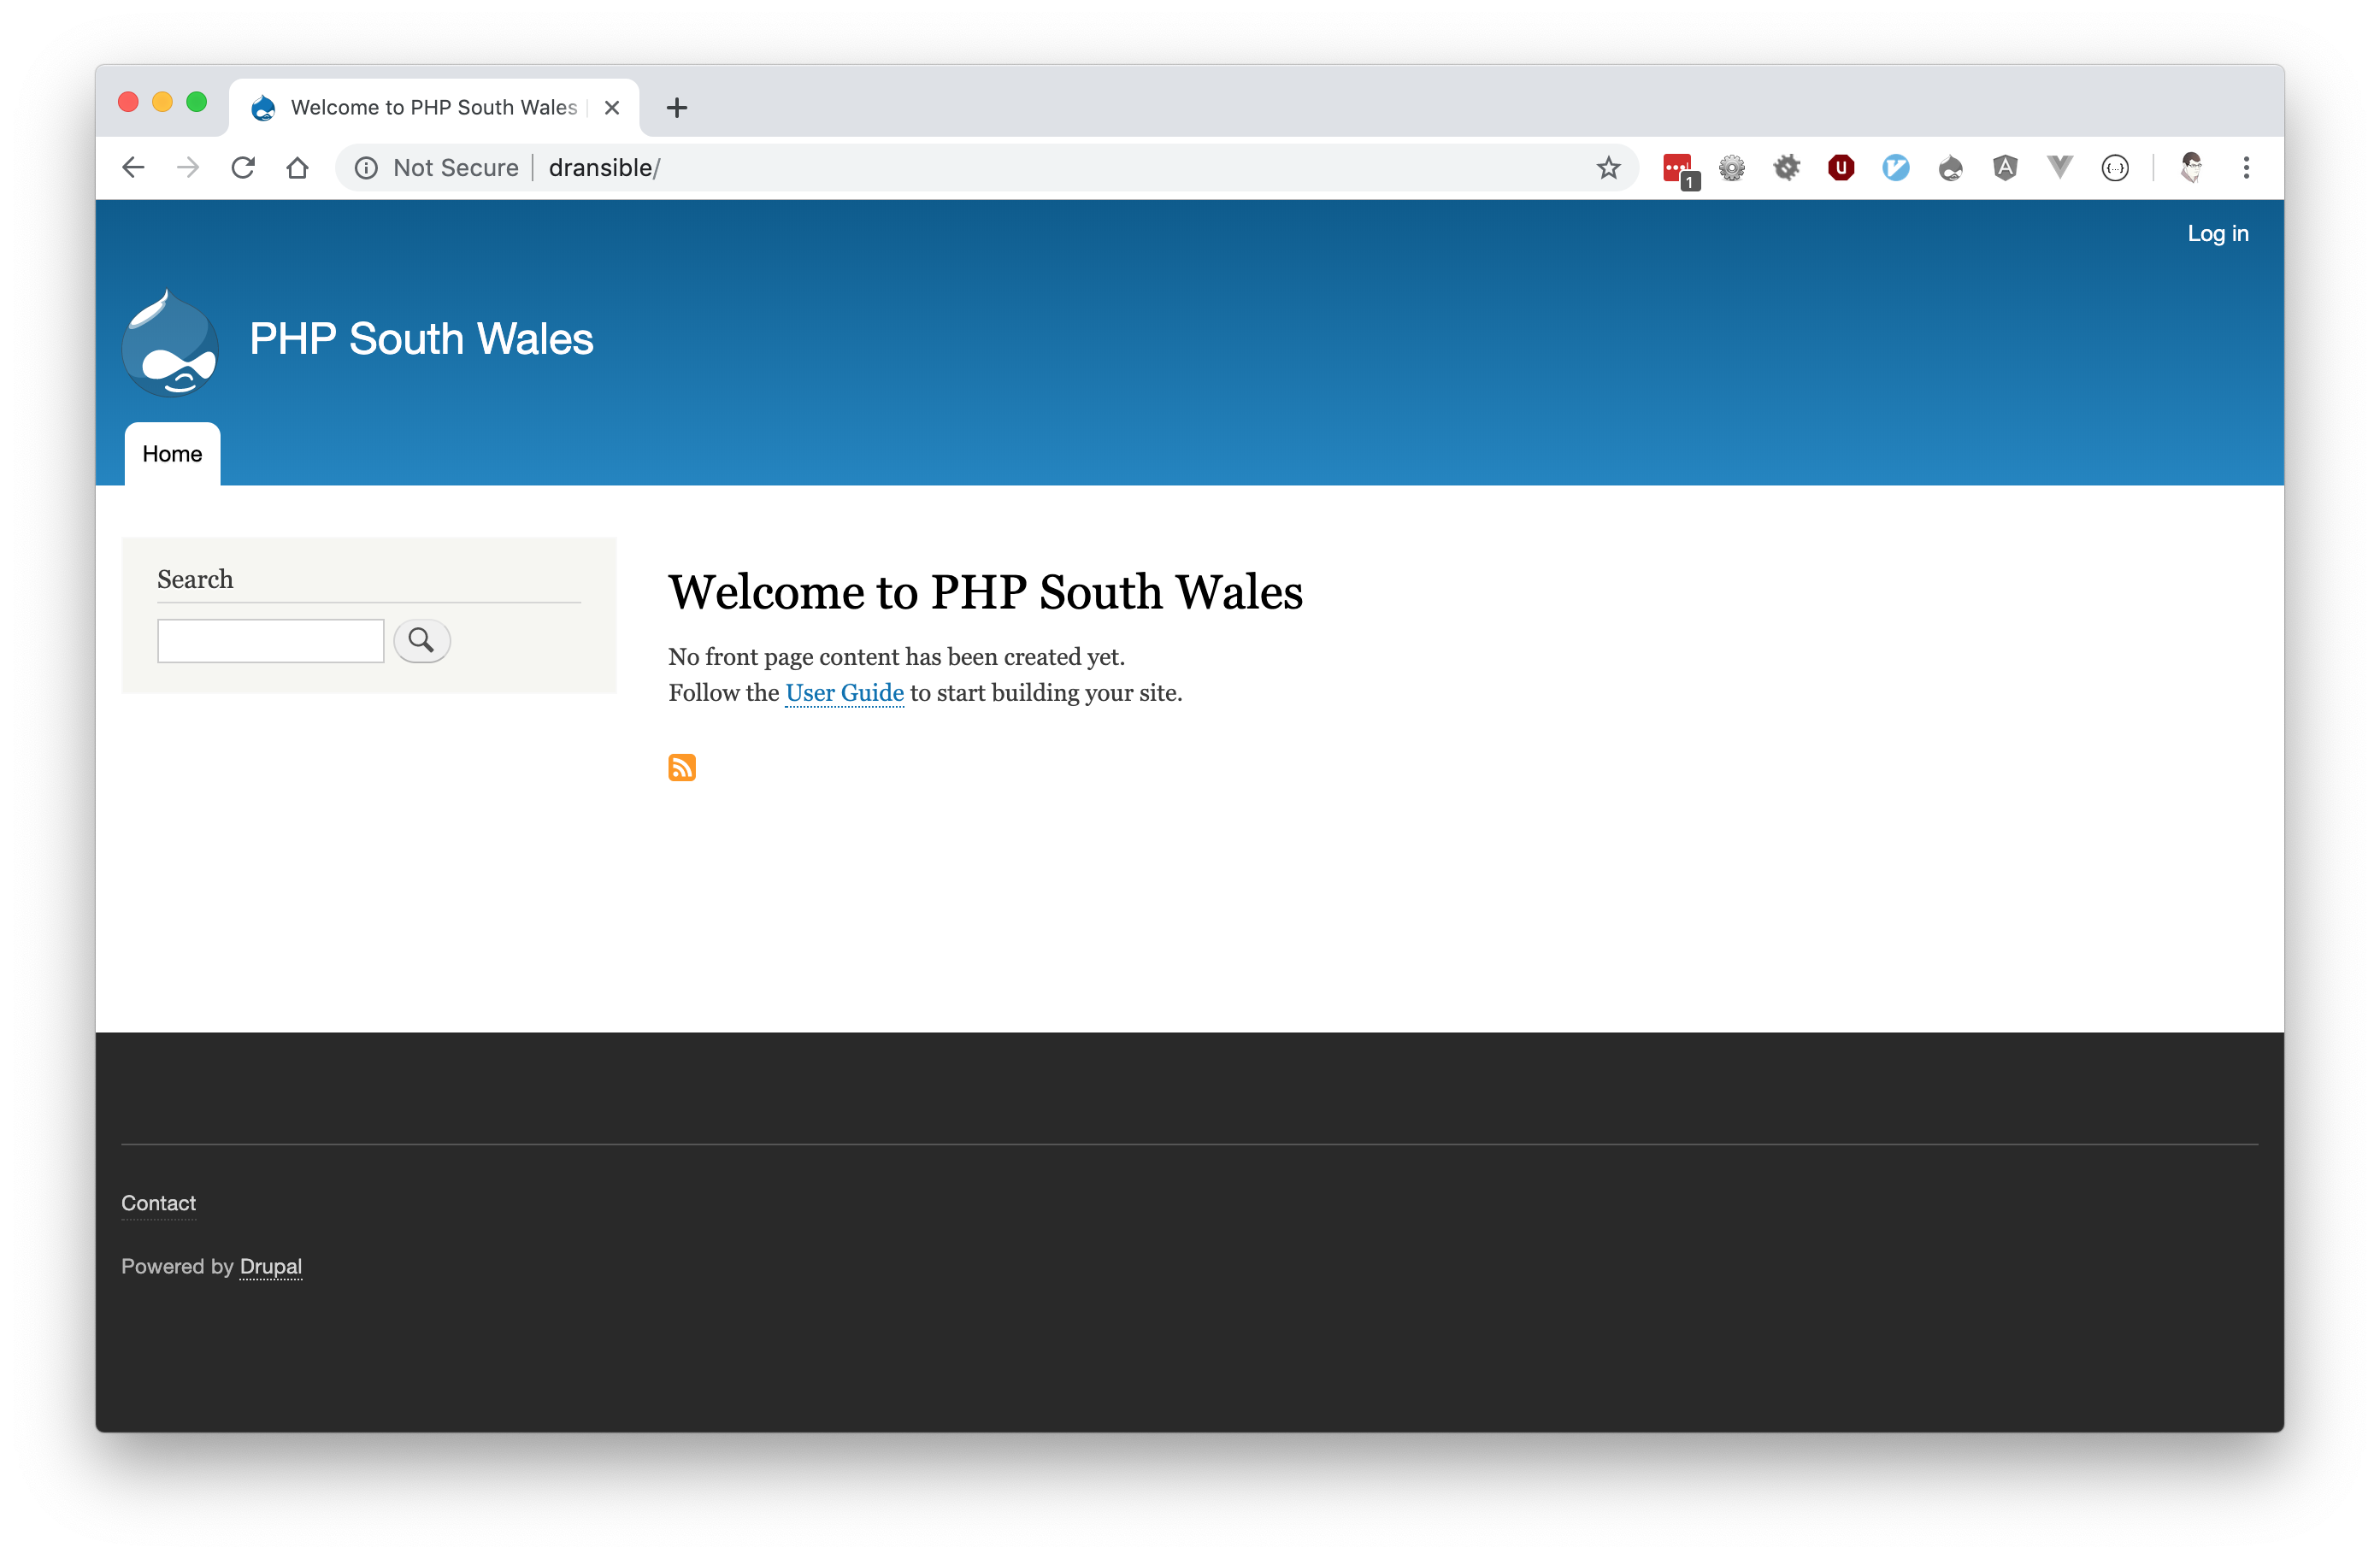 Welcome to PHP South Wales
Not Secure dransible/
1
Log in
PHP South Wales
Home
Search
Welcome to PHP South Wales
No front page content has been created yet.
Follow the User Guide to start building your site.
Contact
Powered by Drupal